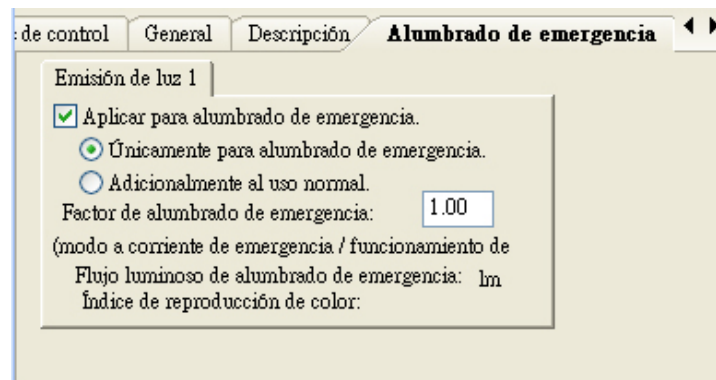 de control General Descripción Alumbrado de emergencia
Emisión de luz 1
Aplicar para alumbrado de emergencia.
Únicamente para alumbrado de emergencia.
Adicionalmente al uso normal.
Factor de alumbrado de emergencia: 1.00
(modo a corriente de emergencia / funcionamiento de
Flujo luminoso de alumbrado de emergencia: lm
Índice de reproducción de color: